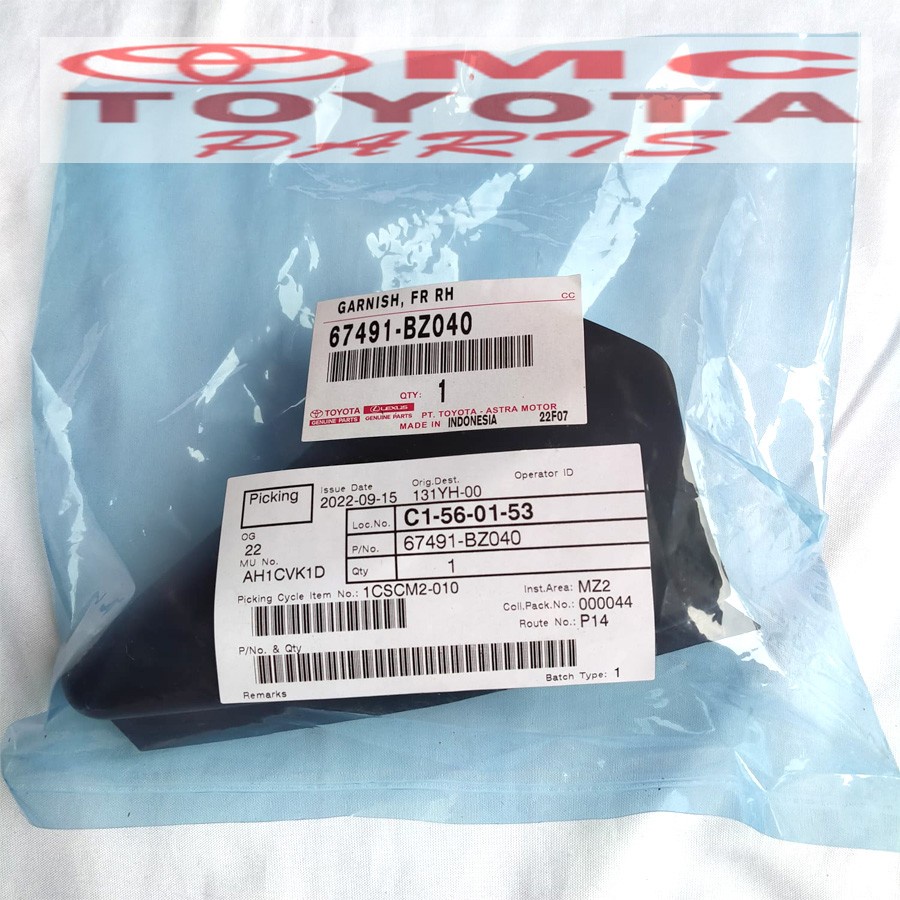 OMC
TOYOTA
PARTS
GARNISH, FR RH
CC
67491-BZ040
QTY: 1
TOYOTA
GENUINE PARTS
LEXUS
GENUINE PARTS
PT. TOYOTA - ASTRA MOTOR
MADE IN INDONESIA 22F07
Picking
Issue Date
2022-09-15
Orig.Dest.
131YH-00
Operator ID
OG
22
Loc.No. C1-56-01-53
MU No.
AH1CVK1D
P/No. 67491-BZ040
Qty 1
Picking Cycle Item No.: 1CSCM2-010
Inst.Area: MZ2
Coll.Pack.No.: 000044
Route No.: P14
P/No. & Qty
Batch Type: 1
Remarks